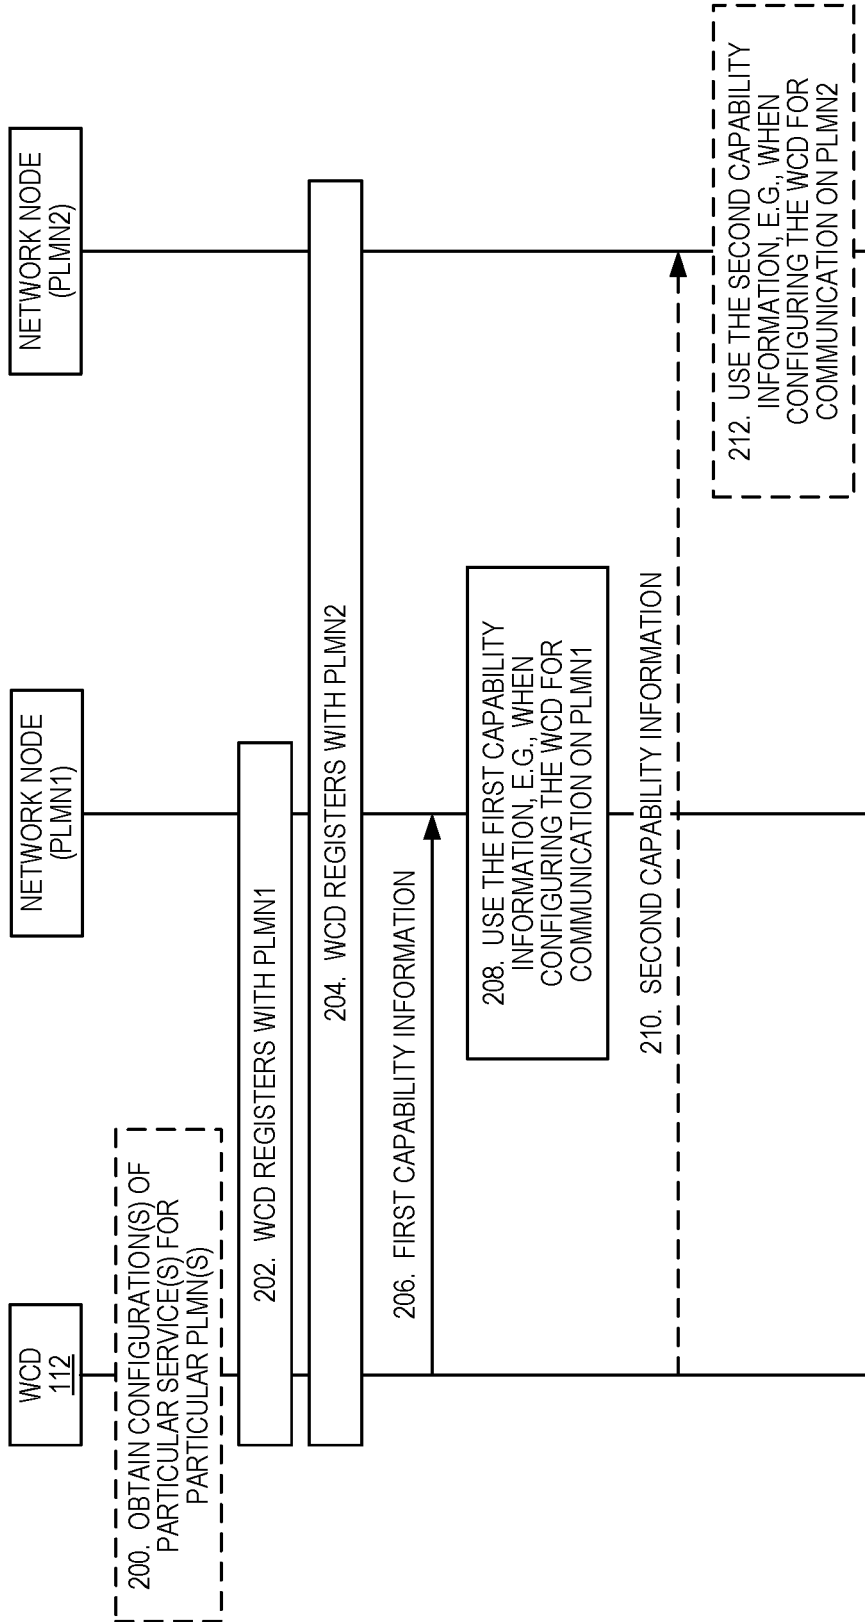 WCD
112
NETWORK NODE
(PLMN1)
NETWORK NODE
(PLMN2)
200. OBTAIN CONFIGURATION(S) OF
PARTICULAR SERVICE(S) FOR
PARTICULAR PLMN(S)
202. WCD REGISTERS WITH PLMN1
204. WCD REGISTERS WITH PLMN2
206. FIRST CAPABILITY INFORMATION
208. USE THE FIRST CAPABILITY
INFORMATION, E.G., WHEN
CONFIGURING THE WCD FOR
COMMUNICATION ON PLMN1
210. SECOND CAPABILITY INFORMATION
212. USE THE SECOND CAPABILITY
INFORMATION, E.G., WHEN
CONFIGURING THE WCD FOR
COMMUNICATION ON PLMN2